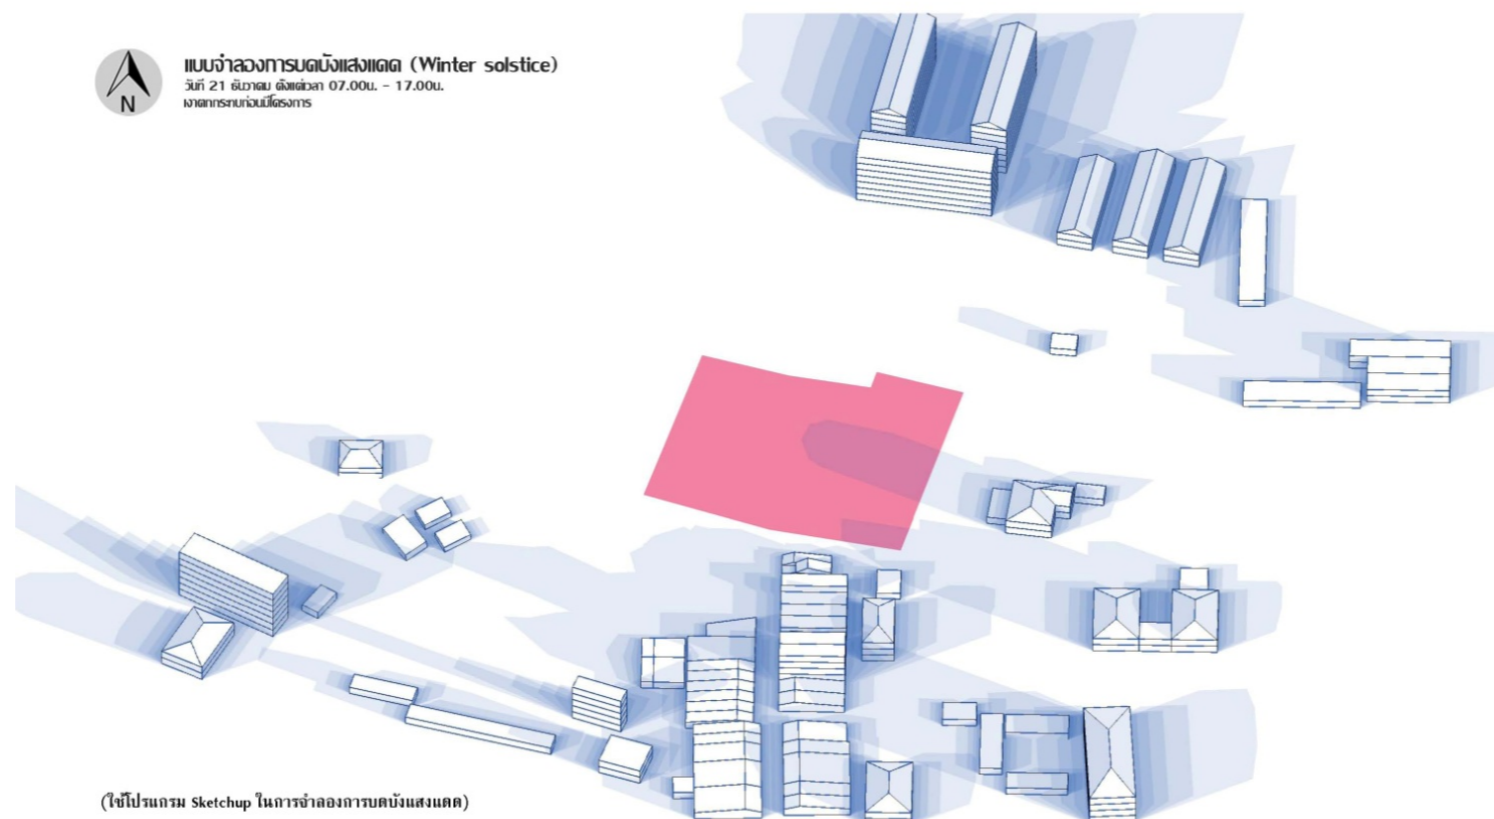 แบบจำลองการบดบังแสงแดด (Winter solstice)
วันที่ 21 ธันวาคม ตั้งแต่เวลา 07.00น. - 17.00น.
เงาตกกระทบก่อนมีโครงการ
N
(ใช้โปรแกรม Sketchup ในการจำลองการบดบังแสงแดด)